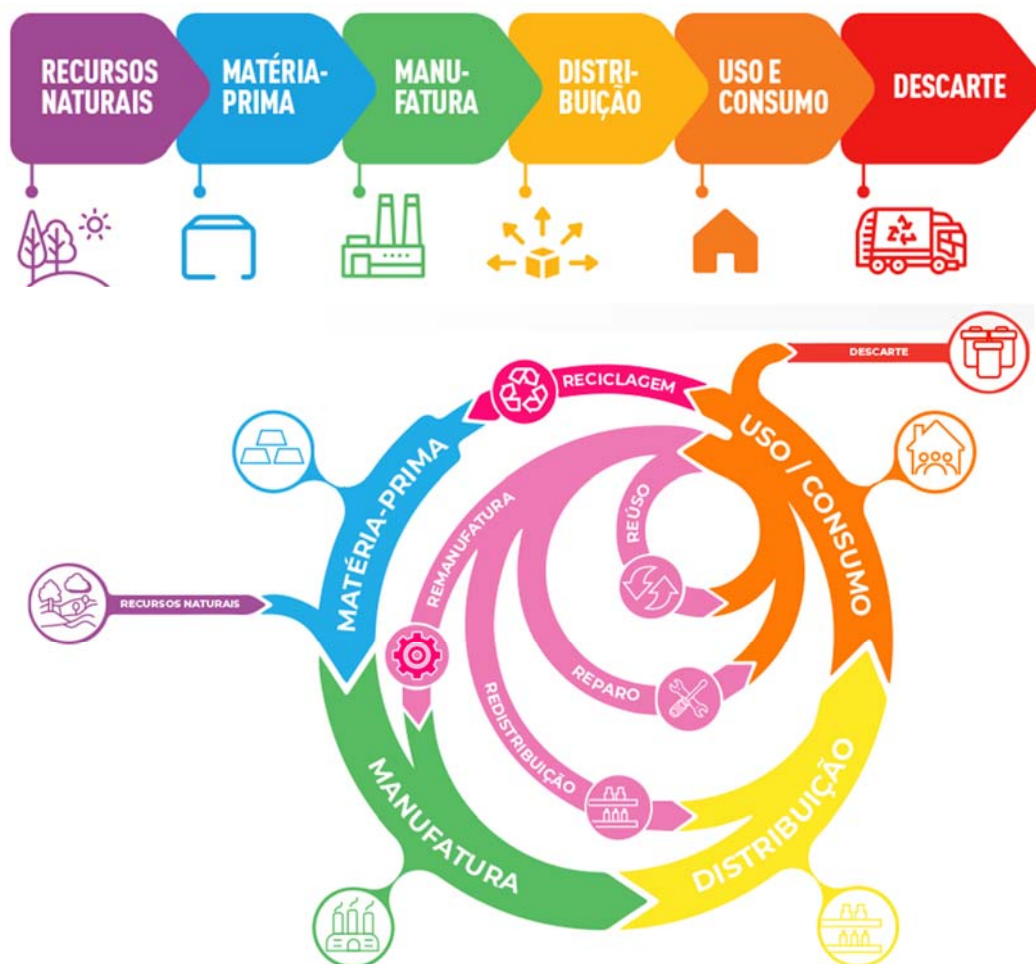 RECURSOS
NATURAIS
MATÉRIA-
PRIMA
MANU-
FATURA
DISTRI-
BUIÇÃO
USO E
CONSUMO
DESCARTE
DESCARTE
RECICLAGEM
USO / CONSUMO
MATÉRIA-PRIMA
REÚSO
REMANUFATURA
RECURSOS NATURAIS
REPARO
REDISTRIBUIÇÃO
MANUFATURA
DISTRIBUIÇÃO